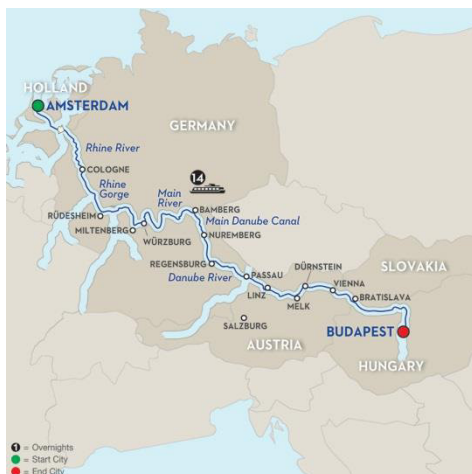 HOLLAND
AMSTERDAM
GERMANY
Rhine River
COLOGNE
14
Rhine
Gorge
Main
River
BAMBERG
RÜDESHEIM
Main Danube Canal
MILTENBERG
NUREMBERG
WÜRZBURG
REGENSBURG
DÜRNSTEIN
SLOVAKIA
Danube River
PASSAU
VIENNA
LINZ
BRATISLAVA
MELK
SALZBURG
BUDAPEST
AUSTRIA
HUNGARY
1 = Overnights
= Start City
= End City